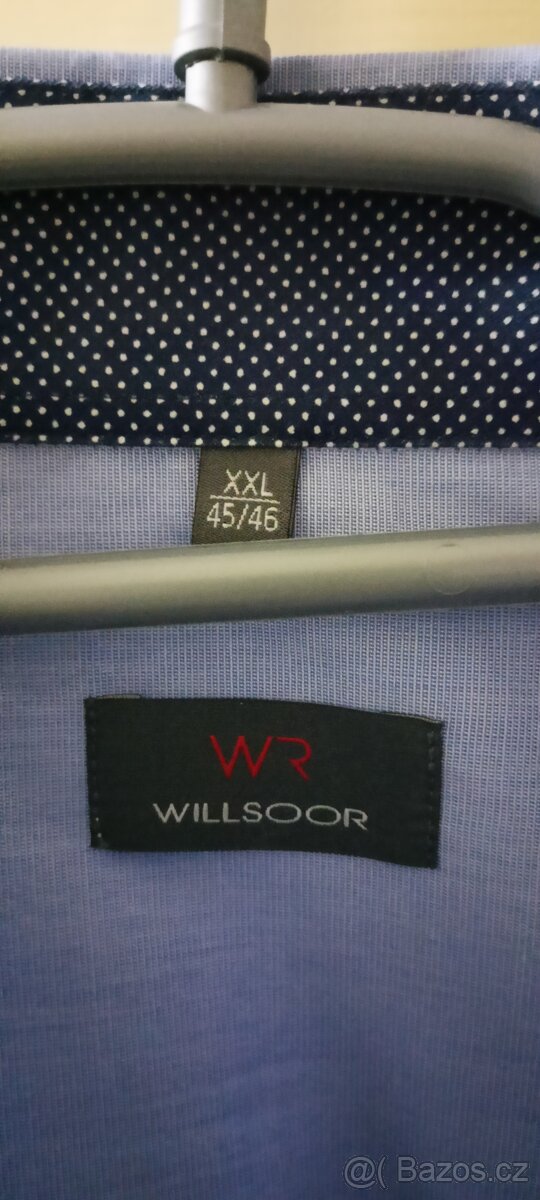 XXL
45/46
WR
WILLSOOR
@( Bazos.cz